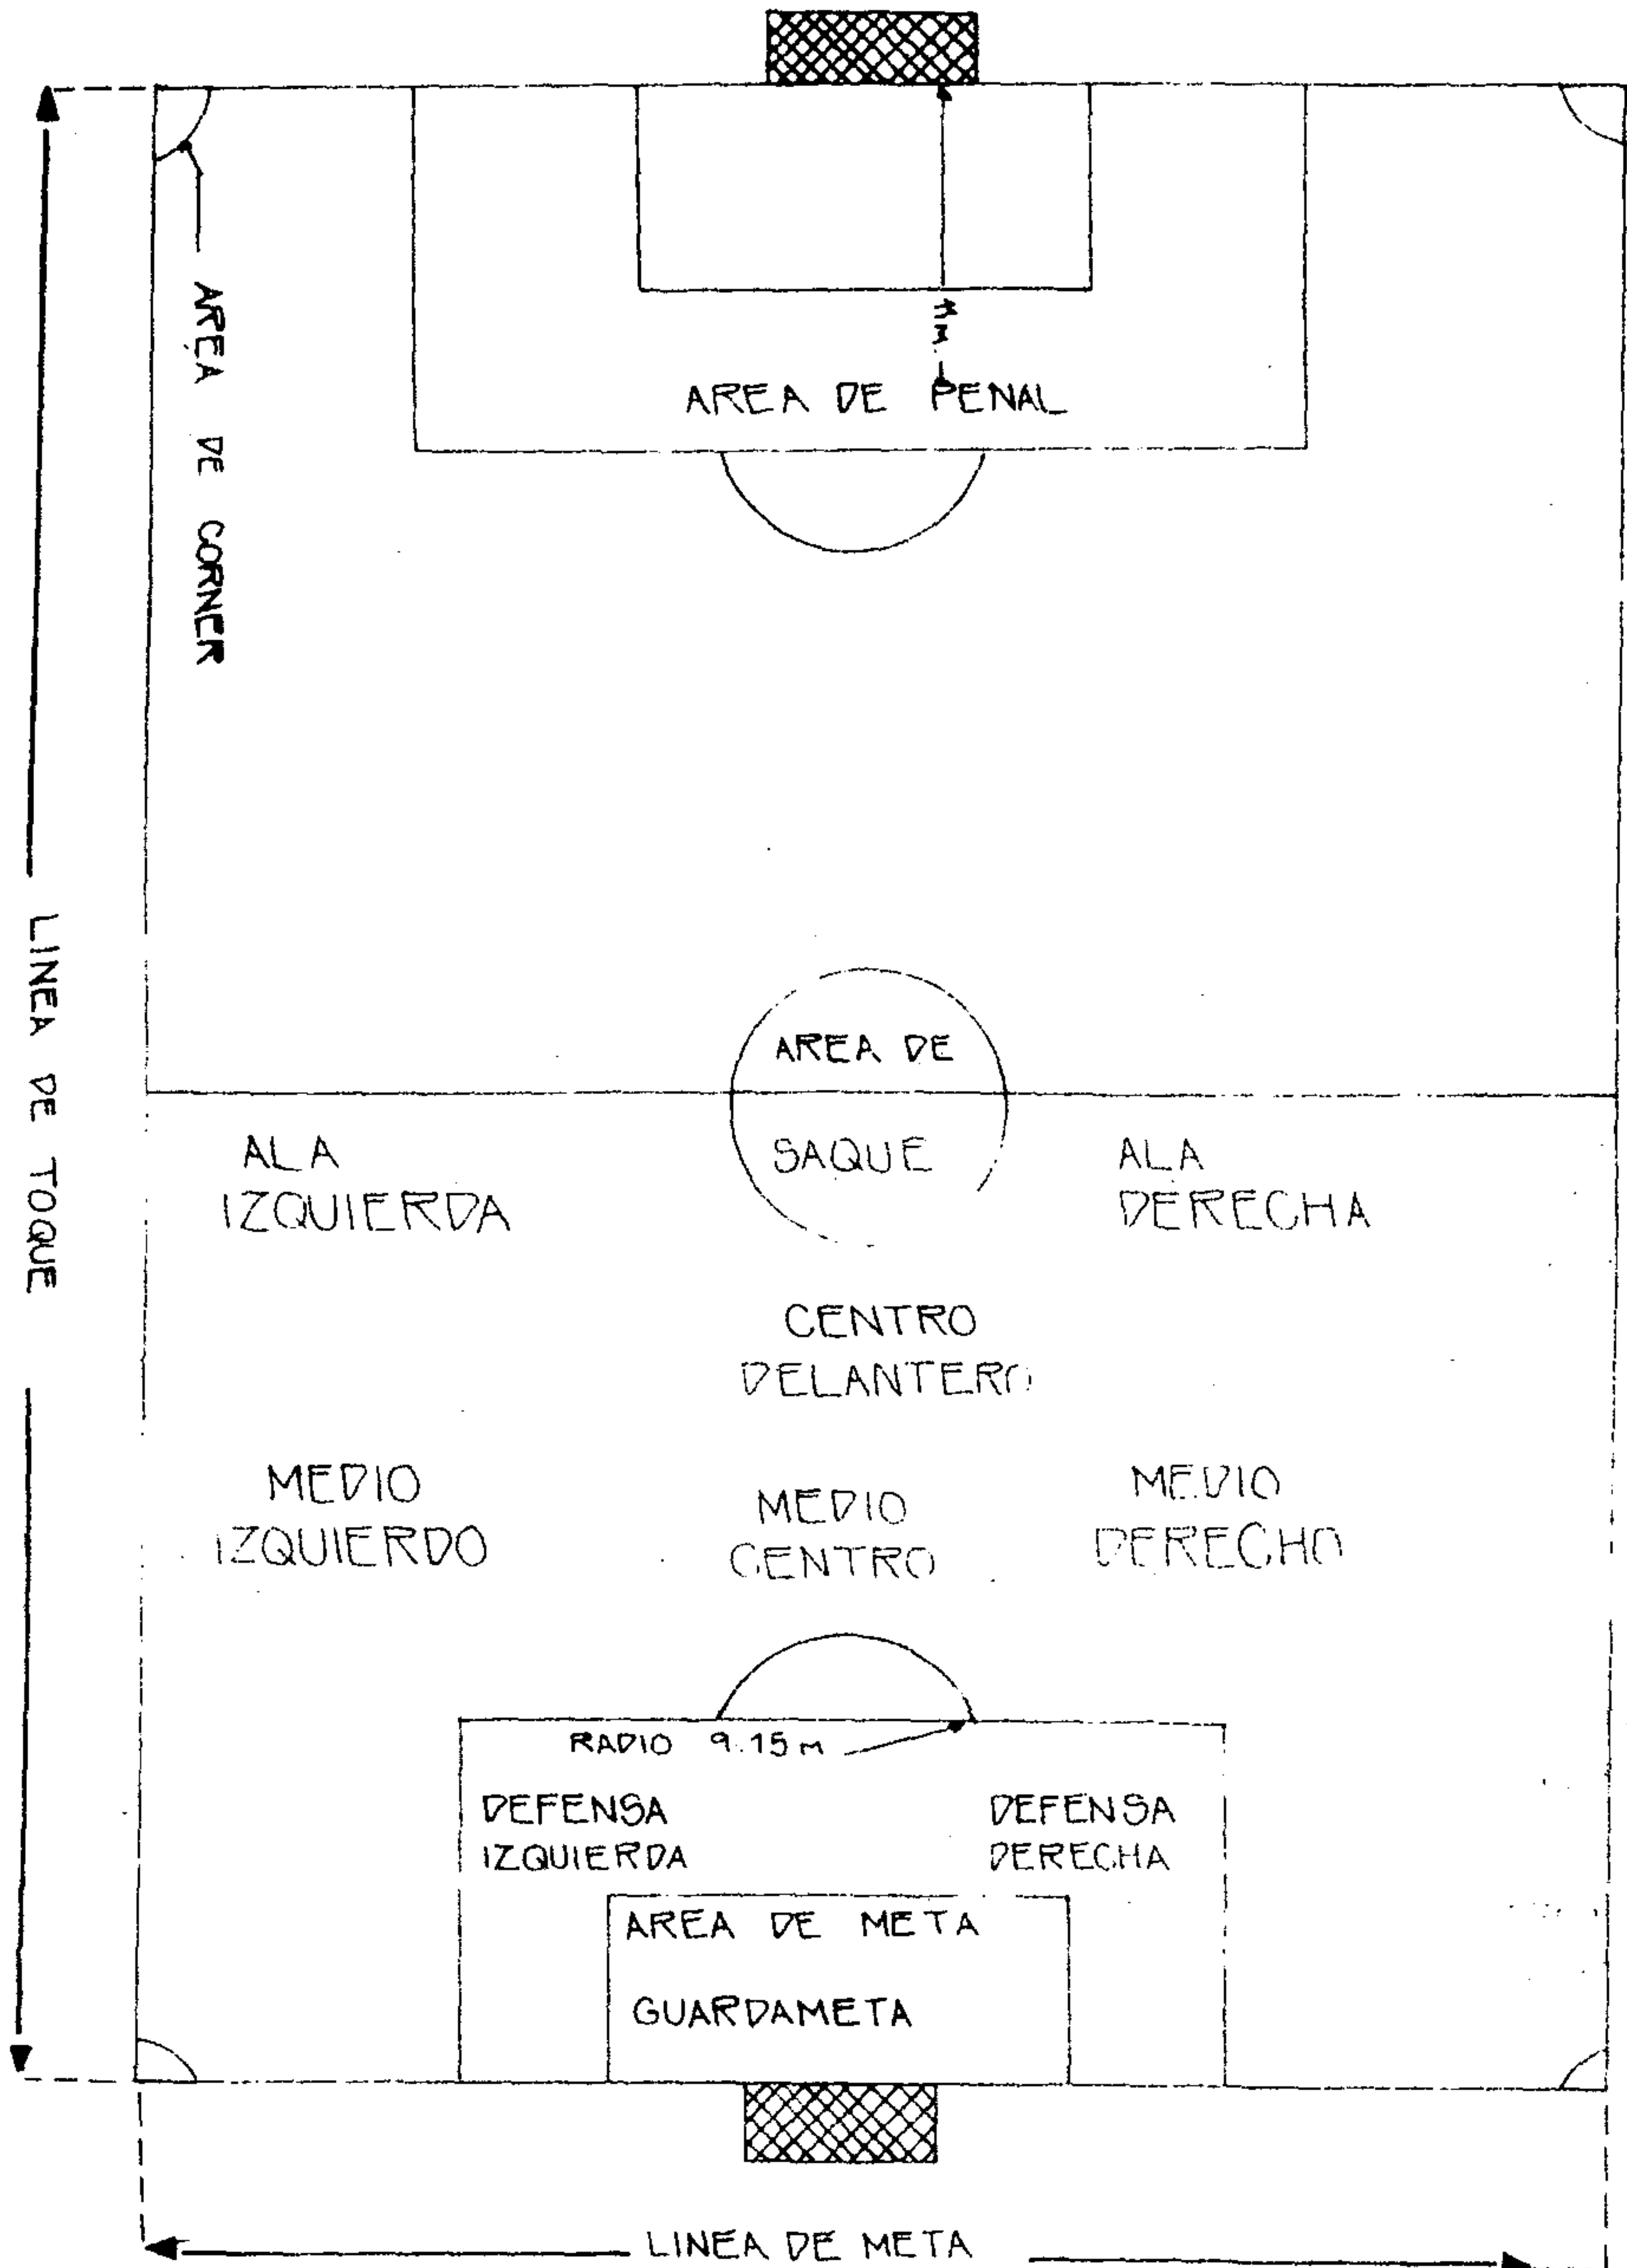 AREA DE CORNER
11 m.
AREA DE PENAL
LINEA DE TOQUE
AREA DE
SAQUE
ALA
IZQUIERDA
ALA
DERECHA
CENTRO
DELANTERO
MEDIO
IZQUIERDO
MEDIO
CENTRO
MEDIO
DERECHO
RADIO 9.15 m
DEFENSA
IZQUIERDA
DEFENSA
DERECHA
AREA DE META
GUARDAMETA
LINEA DE META